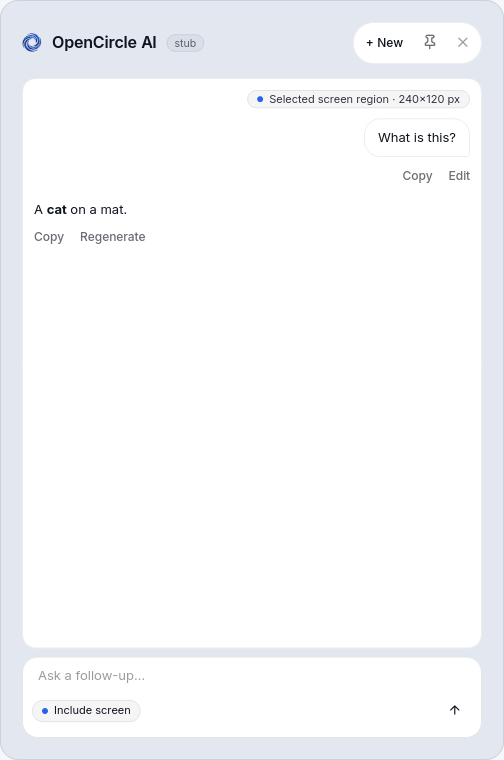 OpenCircle AI stub + New
Selected screen region · 240×120 px
What is this?
Copy Edit
A cat on a mat.
Copy Regenerate
Ask a follow-up...
Include screen